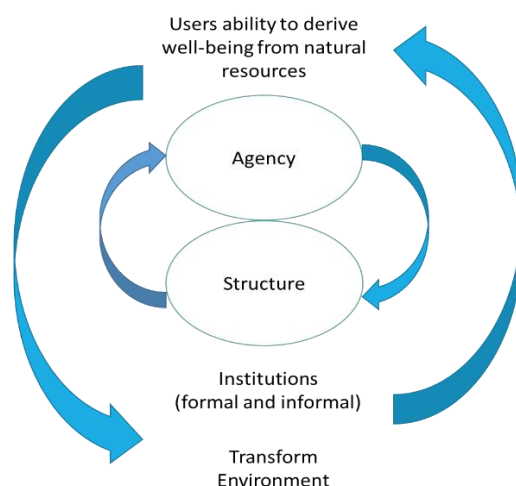 Users ability to derive
well-being from natural
resources
Agency
Structure
Institutions
(formal and informal)
Transform
Environment